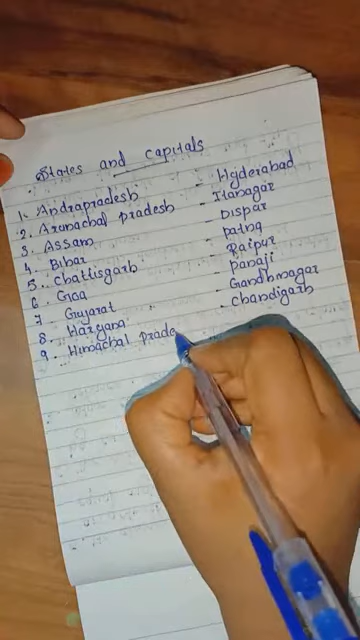 States and capitals
1. Andrapradesh - Hyderabad
2. Arunachal pradesh - Itanagar
3. Assam - Dispur
4. Bihar - patna
5. Chattisgarh - Raipur
6. Goa - panaji
7. Gujarat - Gandhinagar
8. Haryana - Chandigarh
9. Himachal prade